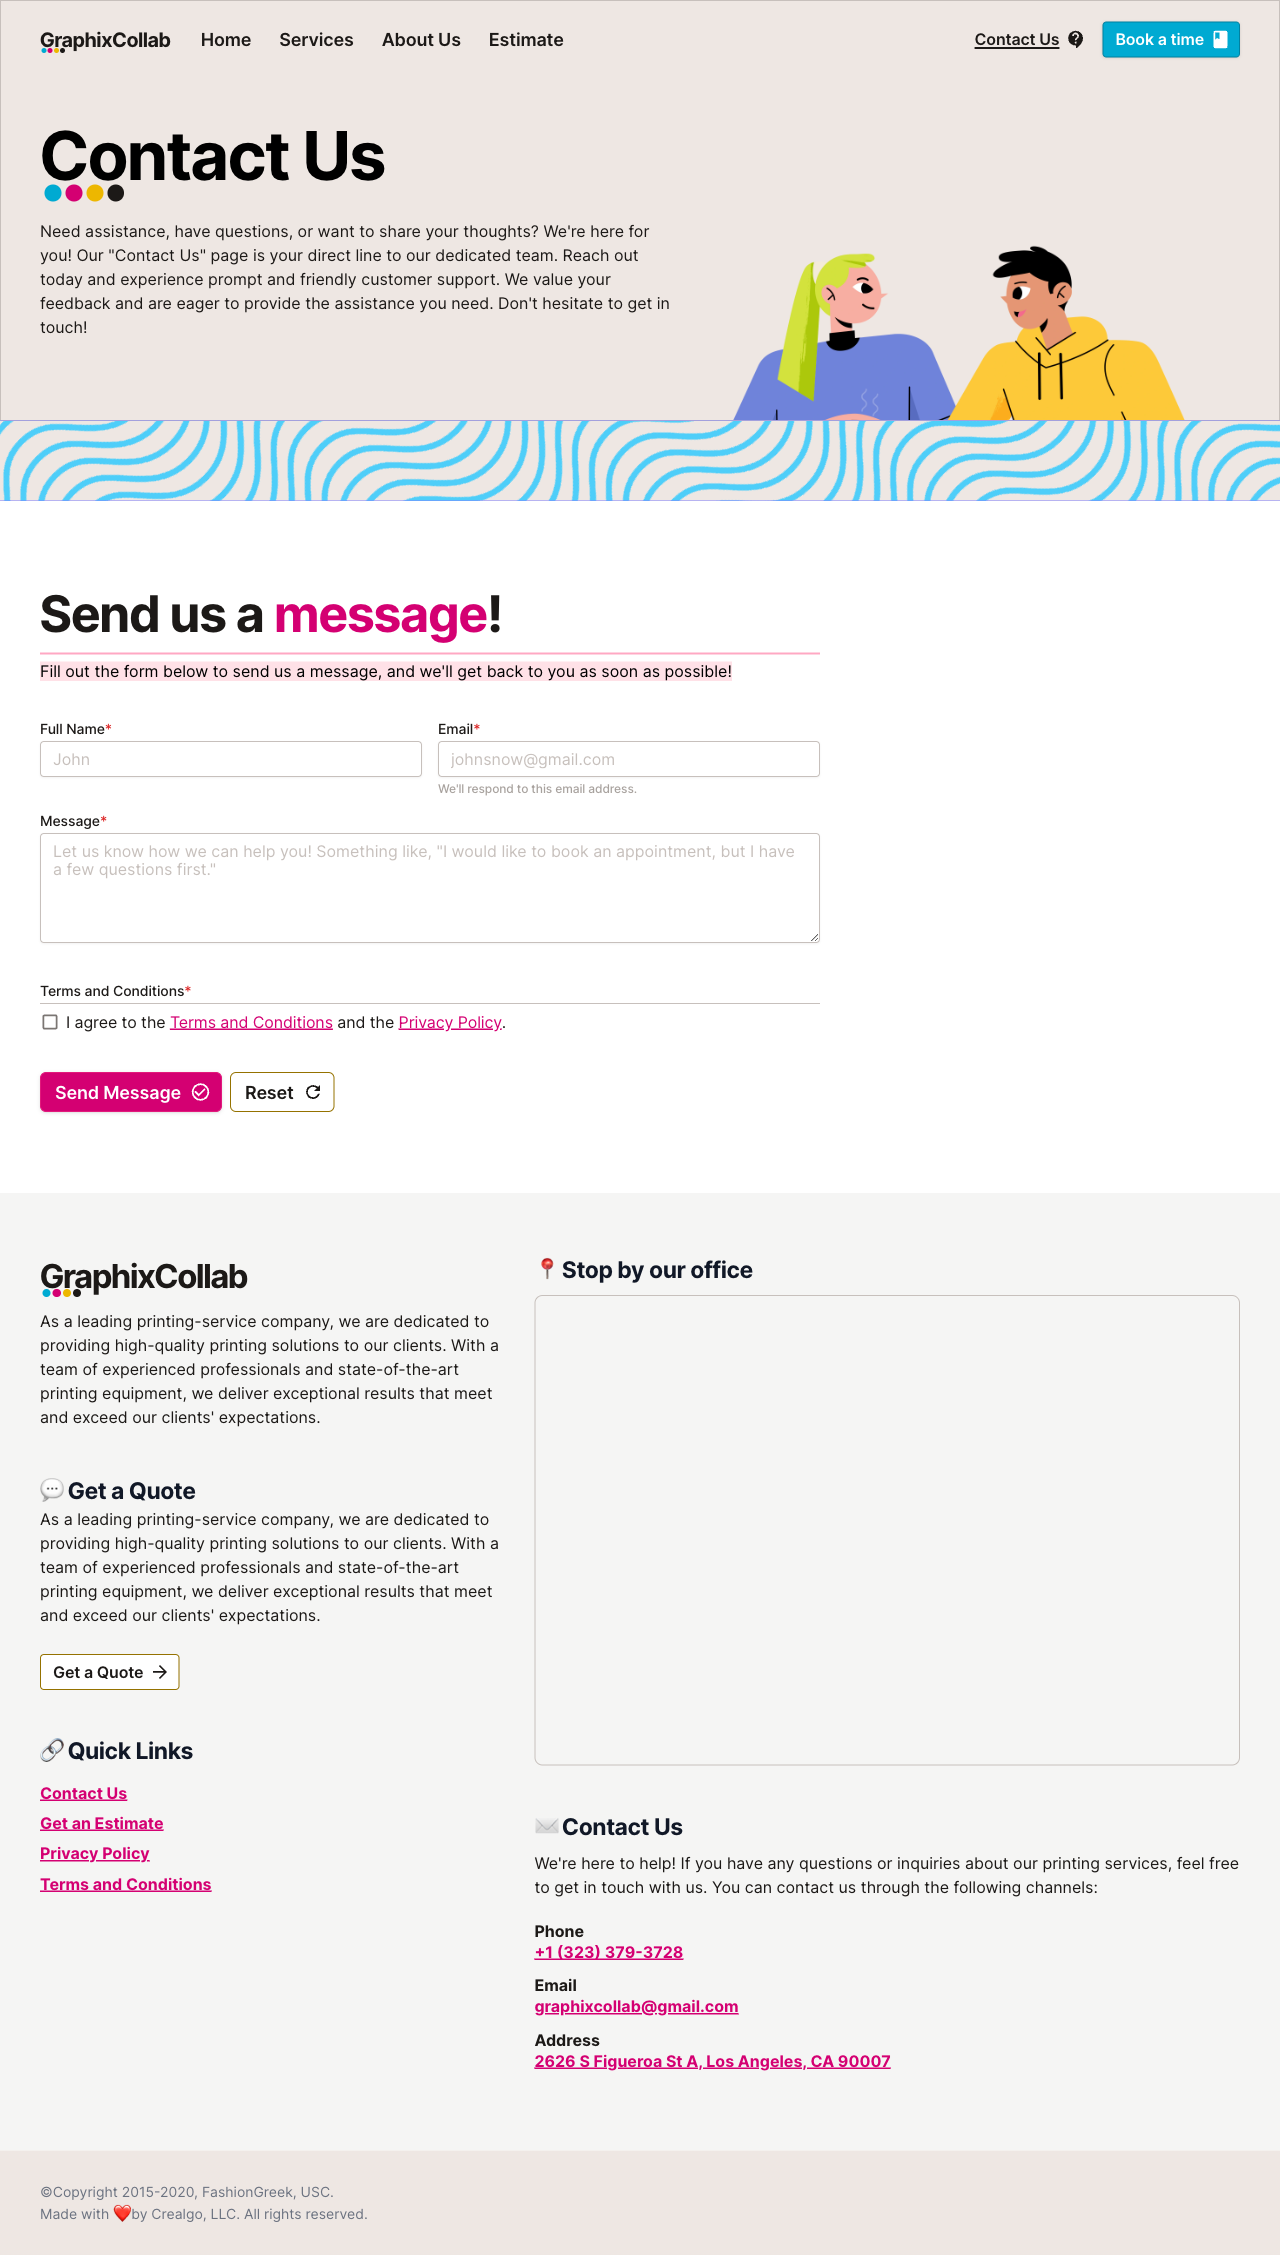 GraphixCollab
Home
Services
About Us
Estimate
Contact Us
Book a time
Contact Us
Need assistance, have questions, or want to share your thoughts? We're here for
you! Our "Contact Us" page is your direct line to our dedicated team. Reach out
today and experience prompt and friendly customer support. We value your
feedback and are eager to provide the assistance you need. Don't hesitate to get in
touch!
Send us a message!
Fill out the form below to send us a message, and we'll get back to you as soon as possible!
Full Name*
Email*
John
johnsnow@gmail.com
We'll respond to this email address.
Message*
Let us know how we can help you! Something like, "I would like to book an appointment, but I have
a few questions first."
Terms and Conditions*
I agree to the Terms and Conditions and the Privacy Policy.
Send Message
Reset
GraphixCollab
As a leading printing-service company, we are dedicated to
providing high-quality printing solutions to our clients. With a
team of experienced professionals and state-of-the-art
printing equipment, we deliver exceptional results that meet
and exceed our clients' expectations.
💬 Get a Quote
As a leading printing-service company, we are dedicated to
providing high-quality printing solutions to our clients. With a
team of experienced professionals and state-of-the-art
printing equipment, we deliver exceptional results that meet
and exceed our clients' expectations.
Get a Quote
🔗 Quick Links
Contact Us
Get an Estimate
Privacy Policy
Terms and Conditions
📍 Stop by our office
✉️ Contact Us
We're here to help! If you have any questions or inquiries about our printing services, feel free
to get in touch with us. You can contact us through the following channels:
Phone
+1 (323) 379-3728
Email
graphixcollab@gmail.com
Address
2626 S Figueroa St A, Los Angeles, CA 90007
©Copyright 2015-2020, FashionGreek, USC.
Made with ❤️by Crealgo, LLC. All rights reserved.